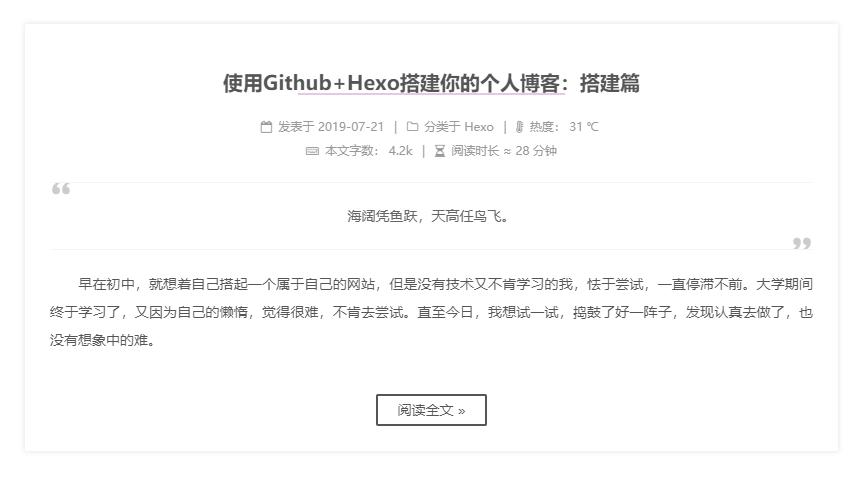 使用Github+Hexo搭建你的个人博客：搭建篇
发表于 2019-07-21 | 分类于 Hexo | 热度： 31 ℃
本文字数： 4.2k | 阅读时长 ≈ 28 分钟
“
海阔凭鱼跃，天高任鸟飞。
”
早在初中，就想着自己搭起一个属于自己的网站，但是没有技术又不肯学习的我，怯于尝试，一直停滞不前。大学期间
终于学习了，又因为自己的懒惰，觉得很难，不肯去尝试。直至今日，我想试一试，捣鼓了好一阵子，发现认真去做了，也
没有想象中的难。
阅读全文 »